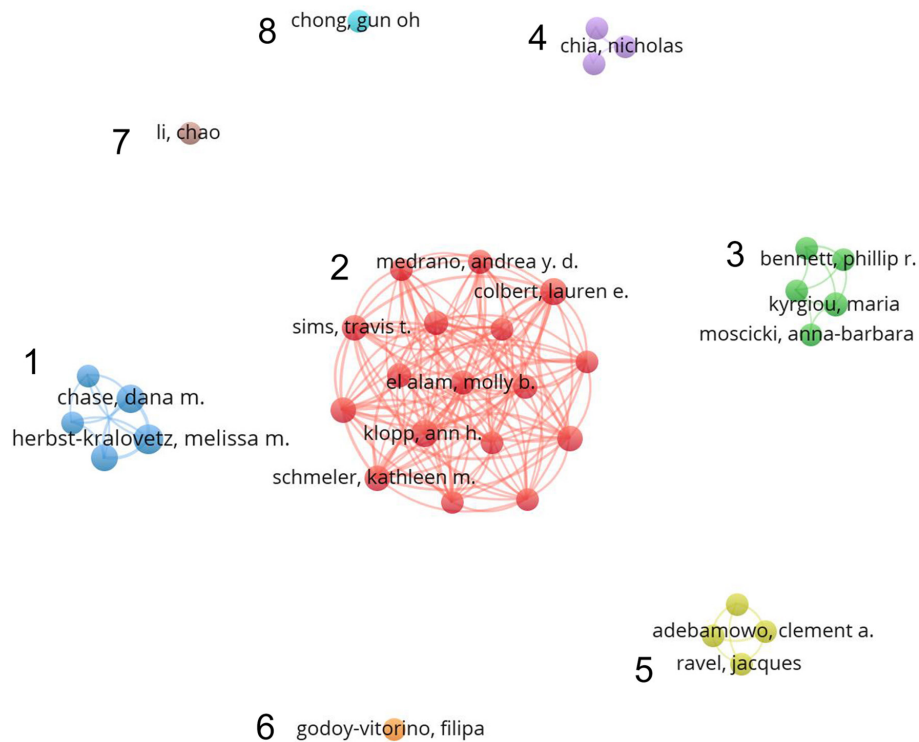 8 chong, gun oh
4 chia, nicholas
7 li, chao
2 medrano, andrea y. d.
colbert, lauren e.
sims, travis t.
el alam, molly b.
klopp, ann h.
schmeler, kathleen m.
3 bennett, phillip r.
kyrgiou, maria
moscicki, anna-barbara
1
chase, dana m.
herbst-kralovetz, melissa m.
adebamowo, clement a.
5 ravel, jacques
6 godoy-vitorino, filipa